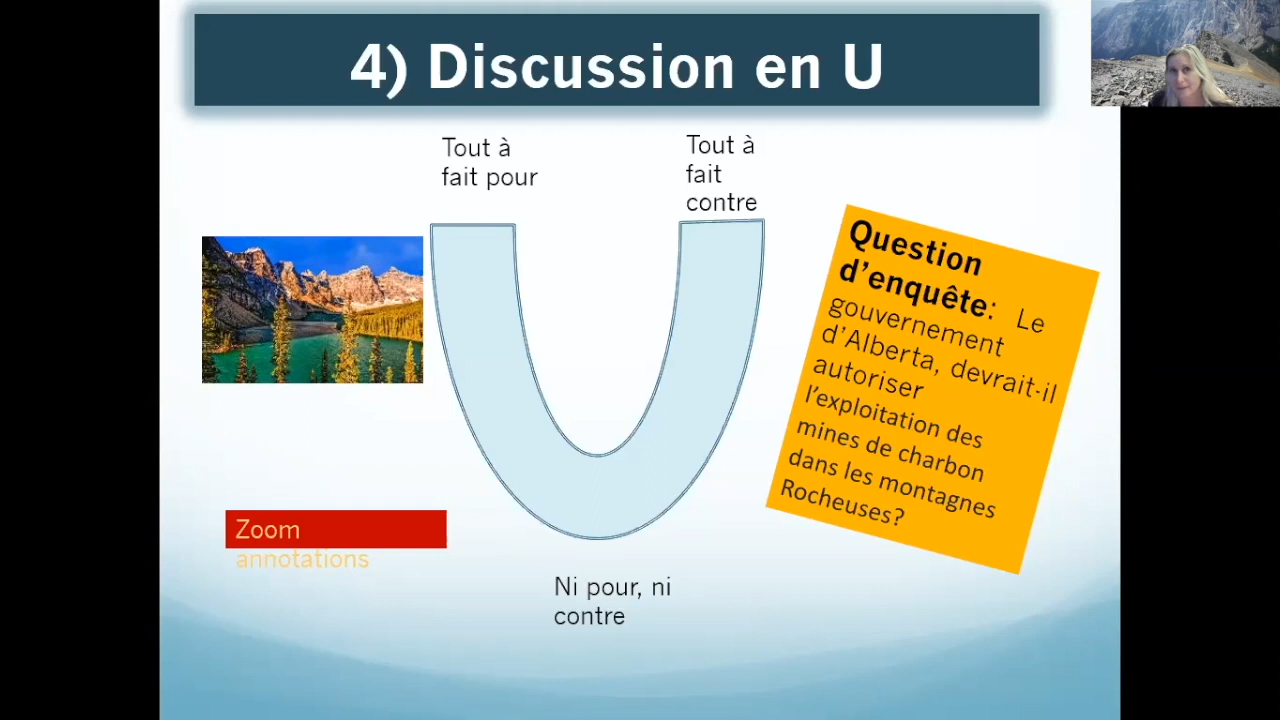 4) Discussion en U
Tout à
fait pour
Tout à
fait
contre
Question
d'enquête: Le
gouvernement
d'Alberta, devrait-il
autoriser
l'exploitation des
mines de charbon
dans les montagnes
Rocheuses?
Zoom
annotations
Ni pour, ni
contre